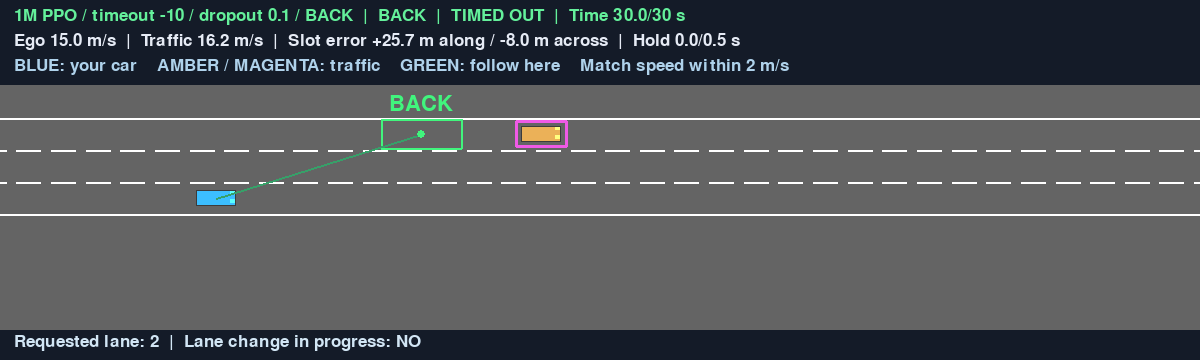 1M PPO / timeout -10 / dropout 0.1 / BACK | BACK | TIMED OUT | Time 30.0/30 s
Ego 15.0 m/s | Traffic 16.2 m/s | Slot error +25.7 m along / -8.0 m across | Hold 0.0/0.5 s
BLUE: your car AMBER / MAGENTA: traffic GREEN: follow here Match speed within 2 m/s
BACK
Requested lane: 2 | Lane change in progress: NO